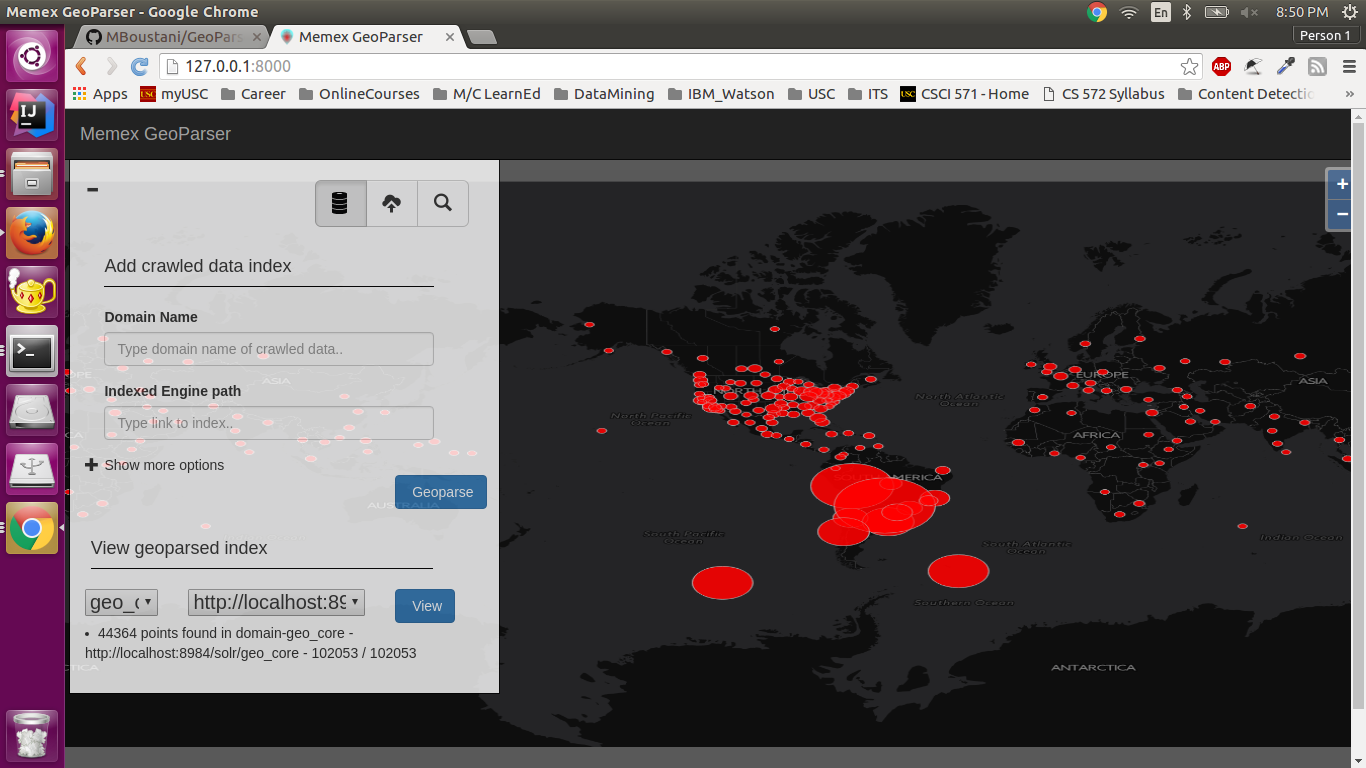 Memex GeoParser - Google Chrome
En
8:50 PM
MBoustani/GeoPars
Memex GeoParser
Person 1
127.0.0.1:8000
ABP
Apps
myUSC
Career
OnlineCourses
M/C LearnEd
DataMining
IBM_Watson
USC
ITS
USC CSCI 571 - Home
CS 572 Syllabus
Content Detectio
»
Memex GeoParser
Add crawled data index
Domain Name
Type domain name of crawled data..
Indexed Engine path
Type link to index..
Show more options
Geoparse
View geoparsed index
geo_c
http://localhost:89
View
• 44364 points found in domain-geo_core -
http://localhost:8984/solr/geo_core - 102053 / 102053
+
−
North Pacific
Ocean
North Atlantic
Ocean
EUROPE
ASIA
ASIA
AFRICA
AUSTRALIA
South Pacific
Ocean
South Atlantic
Ocean
Indian Ocean
Southern Ocean
ANTARCTICA